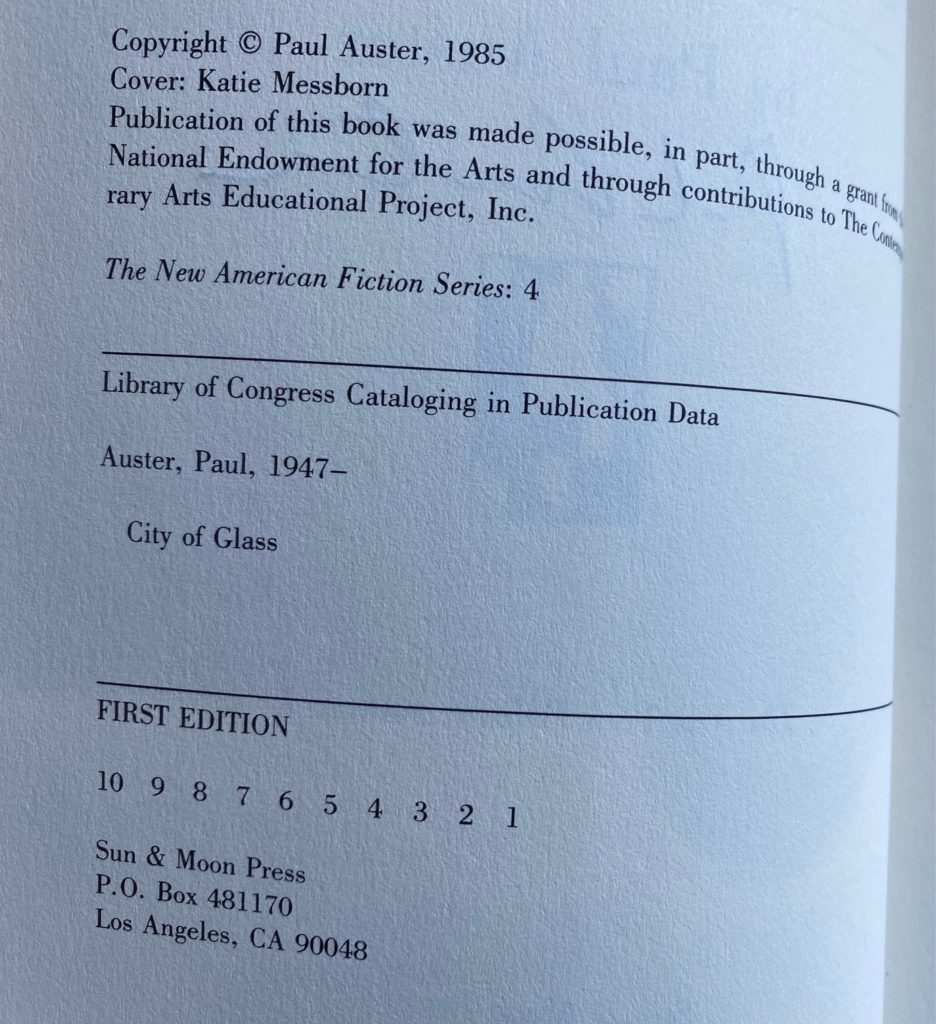 Copyright © Paul Auster, 1985
Cover: Katie Messborn
Publication of this book was made possible, in part, through a grant from
National Endowment for the Arts and through contributions to The
rary Arts Educational Project, Inc.
The New American Fiction Series: 4
Library of Congress Cataloging in Publication Data
Auster, Paul, 1947–
City of Glass
FIRST EDITION
10 9 8 7 6 5 4 3 2 1
Sun & Moon Press
P.O. Box 481170
Los Angeles, CA 90048